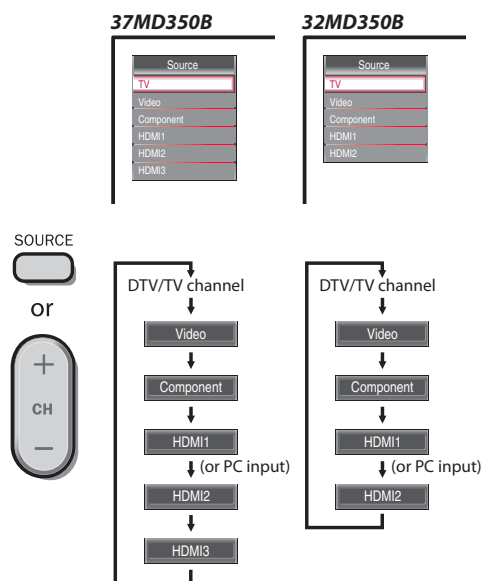 37MD350B
Source
TV
Video
Component
HDMI1
HDMI2
HDMI3
32MD350B
Source
TV
Video
Component
HDMI1
HDMI2
SOURCE
or
+
CH
−
DTV/TV channel
Video
Component
HDMI1
(or PC input)
HDMI2
HDMI3
DTV/TV channel
Video
Component
HDMI1
(or PC input)
HDMI2